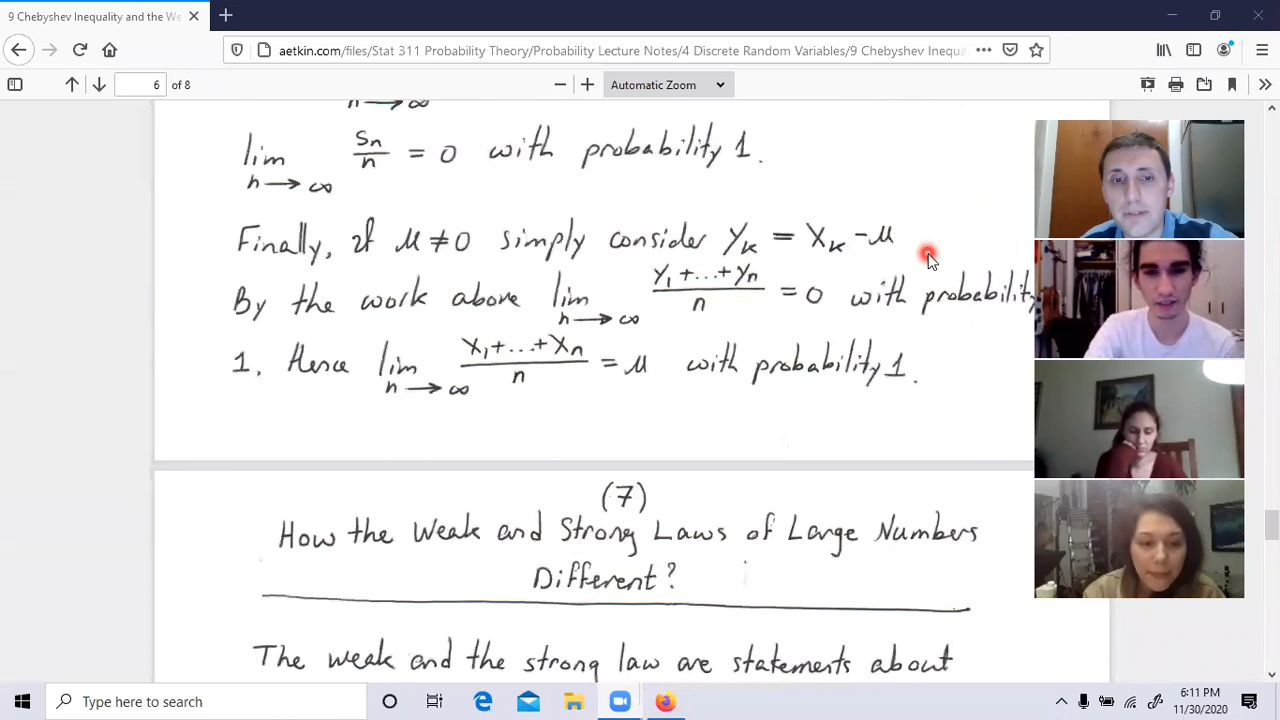 9 Chebyshev Inequality and the We
aetkin.com/files/Stat 311 Probability Theory/Probability Lecture Notes/4 Discrete Random Variables/9 Chebyshev Inequa
6 of 8
Automatic Zoom
n → ∞
lim n → ∞ Sn/n = 0 with probability 1.
Finally, if μ ≠ 0 simply consider Yk = Xk - μ
By the work above lim n → ∞ Y1 + ... + Yn / n = 0 with probability
1. Hence lim n → ∞ X1 + ... + Xn / n = μ with probability 1.
(7)
How the Weak and Strong Laws of Large Numbers
Different?
The weak and the strong law are statements about
Type here to search
6:11 PM
11/30/2020